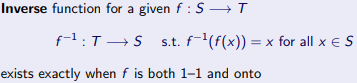 Inverse function for a given f : S ⟶ T
f⁻¹ : T ⟶ S s.t. f⁻¹(f(x)) = x for all x ∈ S
exists exactly when f is both 1–1 and onto